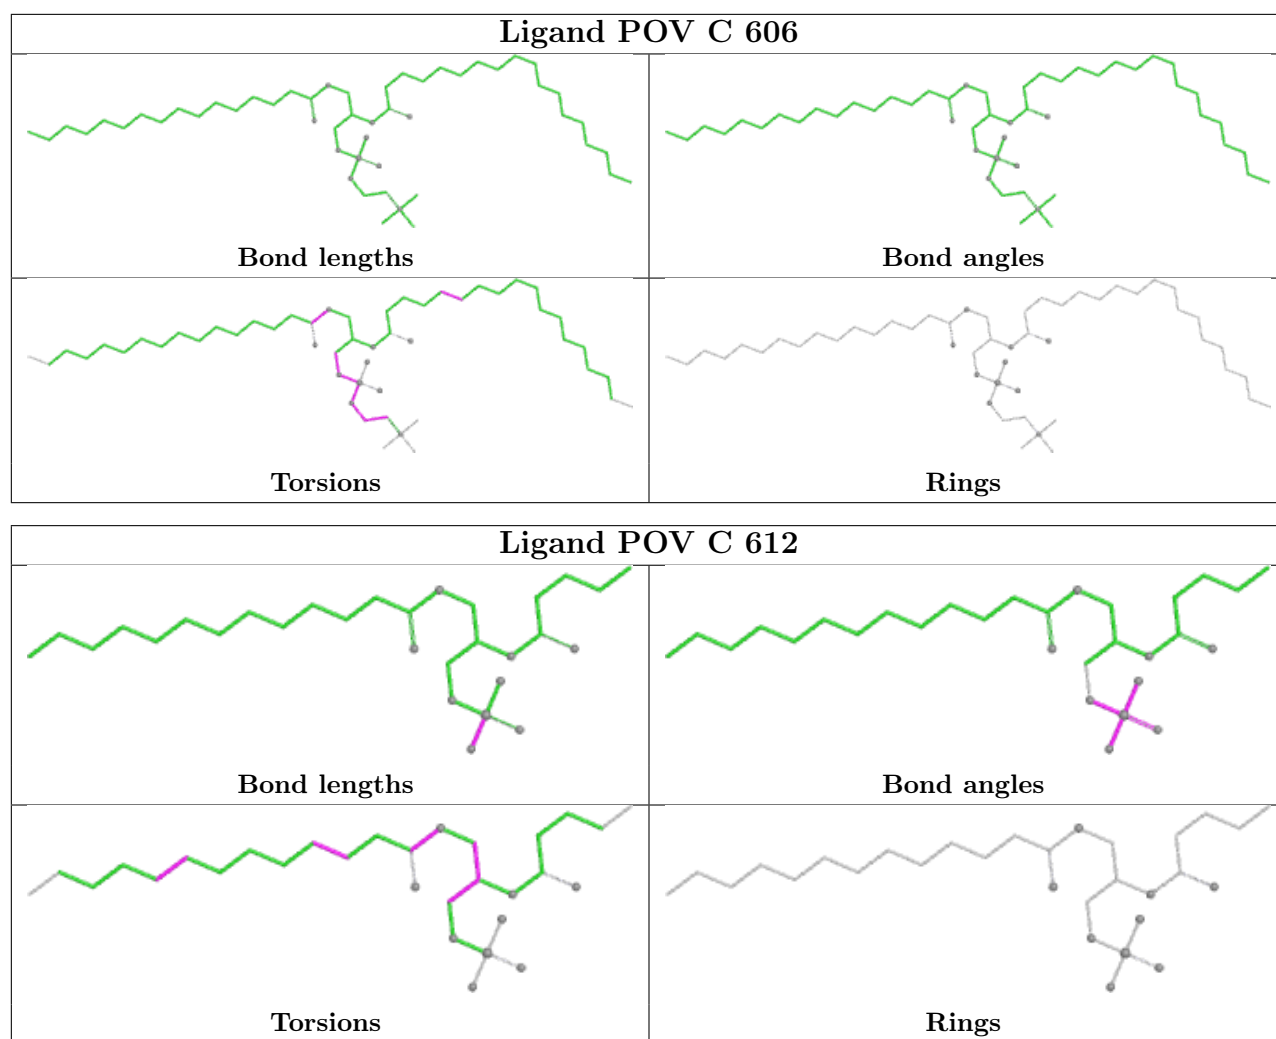 Ligand POV C 606
Bond lengths
Bond angles
Torsions
Rings
Ligand POV C 612
Bond lengths
Bond angles
Torsions
Rings